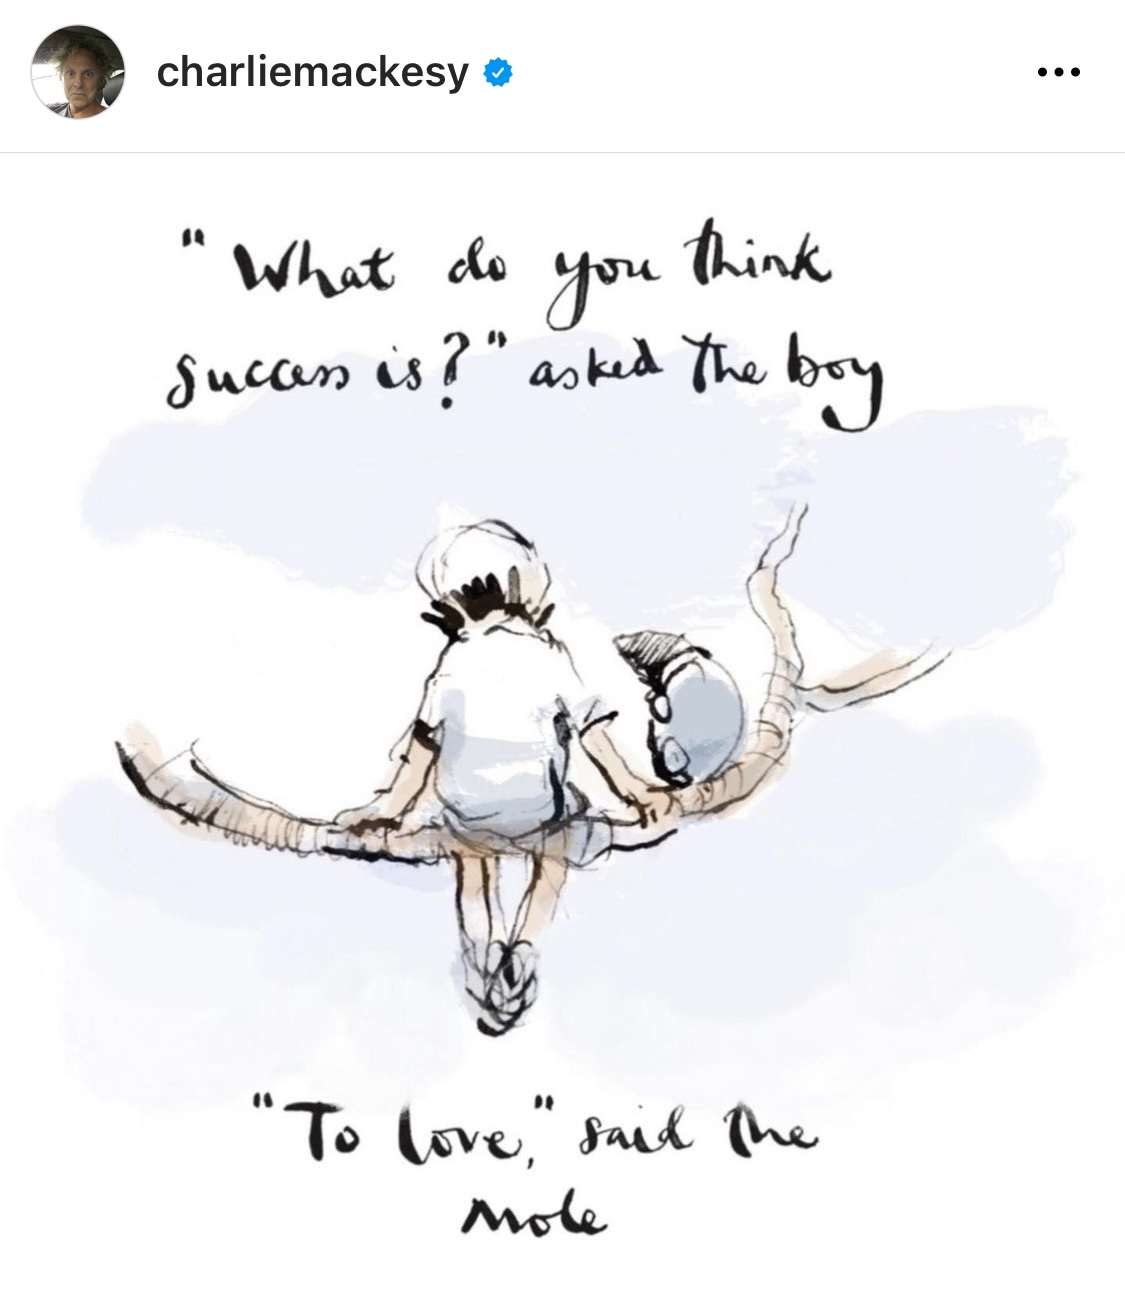 charliemackesy
"What do you think
success is?" asked the boy
"To love," said the
mole